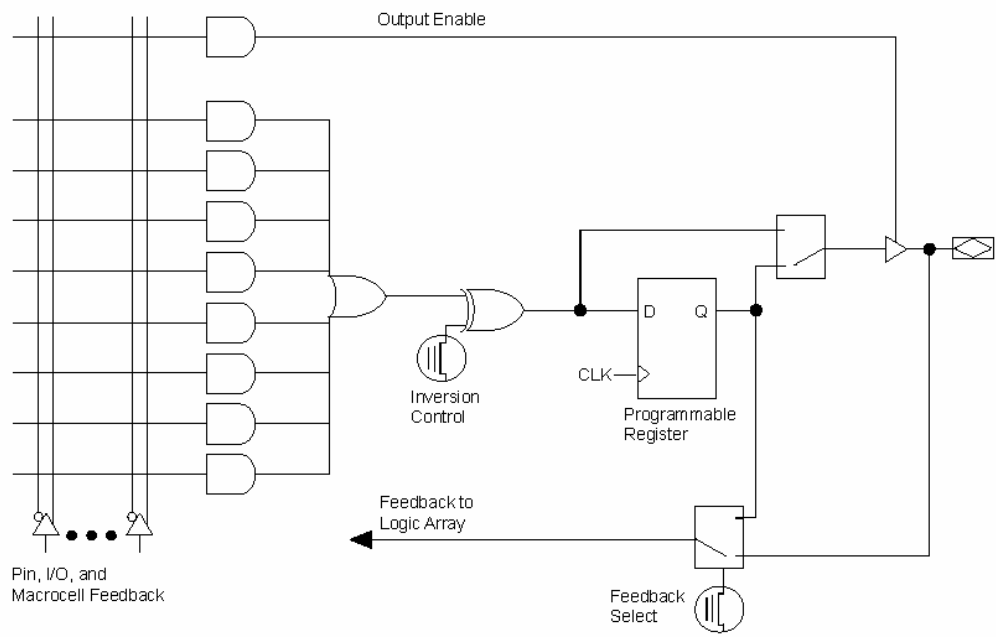 Output Enable
D Q
CLK
Inversion
Control
Programmable
Register
Feedback to
Logic Array
Pin, I/O, and
Macrocell Feedback
Feedback
Select